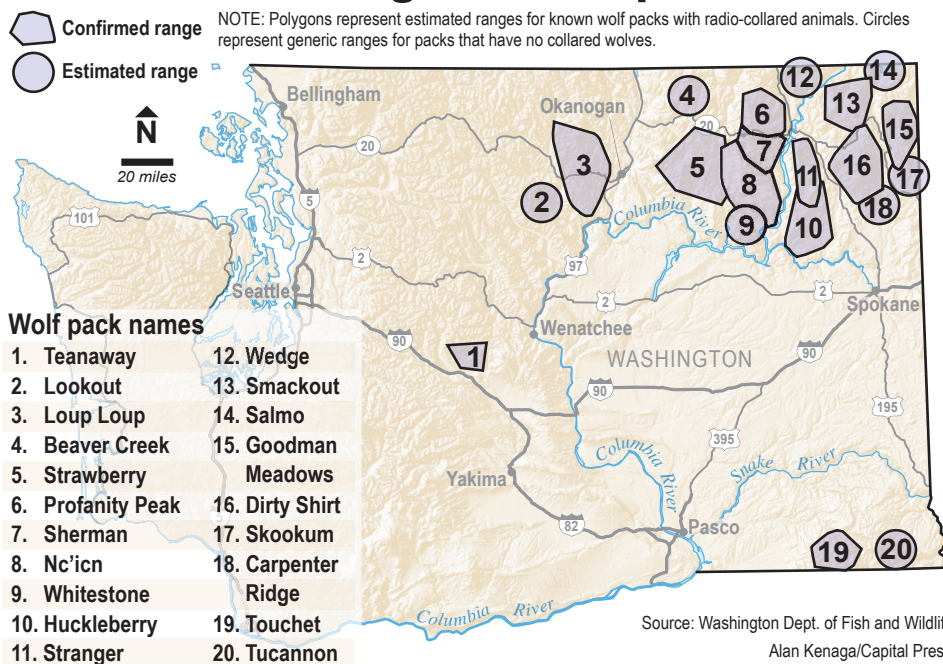 Confirmed range
Estimated range
NOTE: Polygons represent estimated ranges for known wolf packs with radio-collared animals. Circles
represent generic ranges for packs that have no collared wolves.
N
20 miles
Bellingham
Okanogan
Columbia River
Seattle
Wenatchee
Spokane
WASHINGTON
Yakima
Columbia River
Snake River
Pasco
Columbia River
101
20
5
2
90
97
20
2
2
90
90
195
395
82
1
2
3
4
5
6
7
8
9
10
11
12
13
14
15
16
17
18
19
20
Wolf pack names
1. Teanaway
2. Lookout
3. Loup Loup
4. Beaver Creek
5. Strawberry
6. Profanity Peak
7. Sherman
8. Nc'icn
9. Whitestone
10. Huckleberry
11. Stranger
12. Wedge
13. Smackout
14. Salmo
15. Goodman
Meadows
16. Dirty Shirt
17. Skookum
18. Carpenter
Ridge
19. Touchet
20. Tucannon
Source: Washington Dept. of Fish and Wildlif
Alan Kenaga/Capital Pres